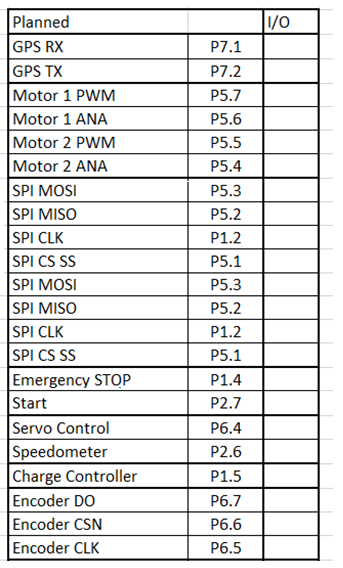 Planned I/O
GPS RX P7.1
GPS TX P7.2
Motor 1 PWM P5.7
Motor 1 ANA P5.6
Motor 2 PWM P5.5
Motor 2 ANA P5.4
SPI MOSI P5.3
SPI MISO P5.2
SPI CLK P1.2
SPI CS SS P5.1
SPI MOSI P5.3
SPI MISO P5.2
SPI CLK P1.2
SPI CS SS P5.1
Emergency STOP P1.4
Start P2.7
Servo Control P6.4
Speedometer P2.6
Charge Controller P1.5
Encoder DO P6.7
Encoder CSN P6.6
Encoder CLK P6.5